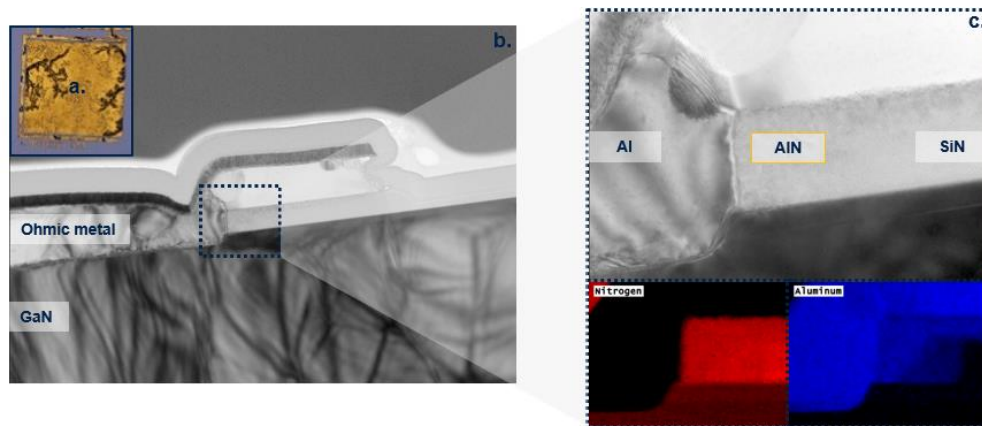 a.
b.
Ohmic metal
GaN
c.
Al
AlN
SiN
Nitrogen
Aluminum